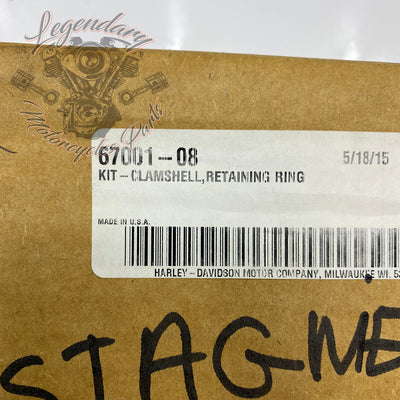 Legendary
Motorcycles Parts
67001--08 5/18/15
KIT--CLAMSHELL,RETAINING RING
MADE IN U.S.A.
HARLEY--DAVIDSON MOTOR COMPANY, MILWAUKEE WI. 53
STAGME